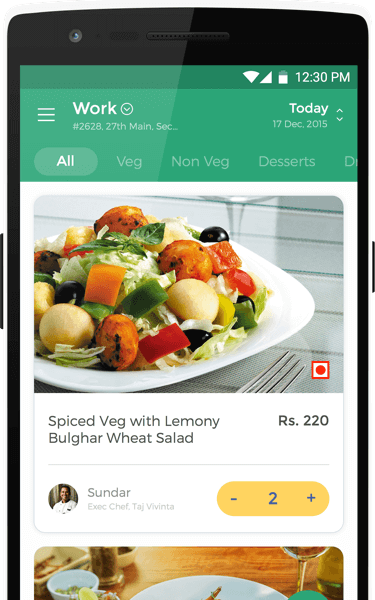 12:30 PM
Work
Today
#2628, 27th Main, Sec...
17 Dec, 2015
All Veg Non Veg Desserts Dr
Spiced Veg with Lemony
Rs. 220
Bulghar Wheat Salad
Sundar
Exec Chef, Taj Vivinta
- 2 +